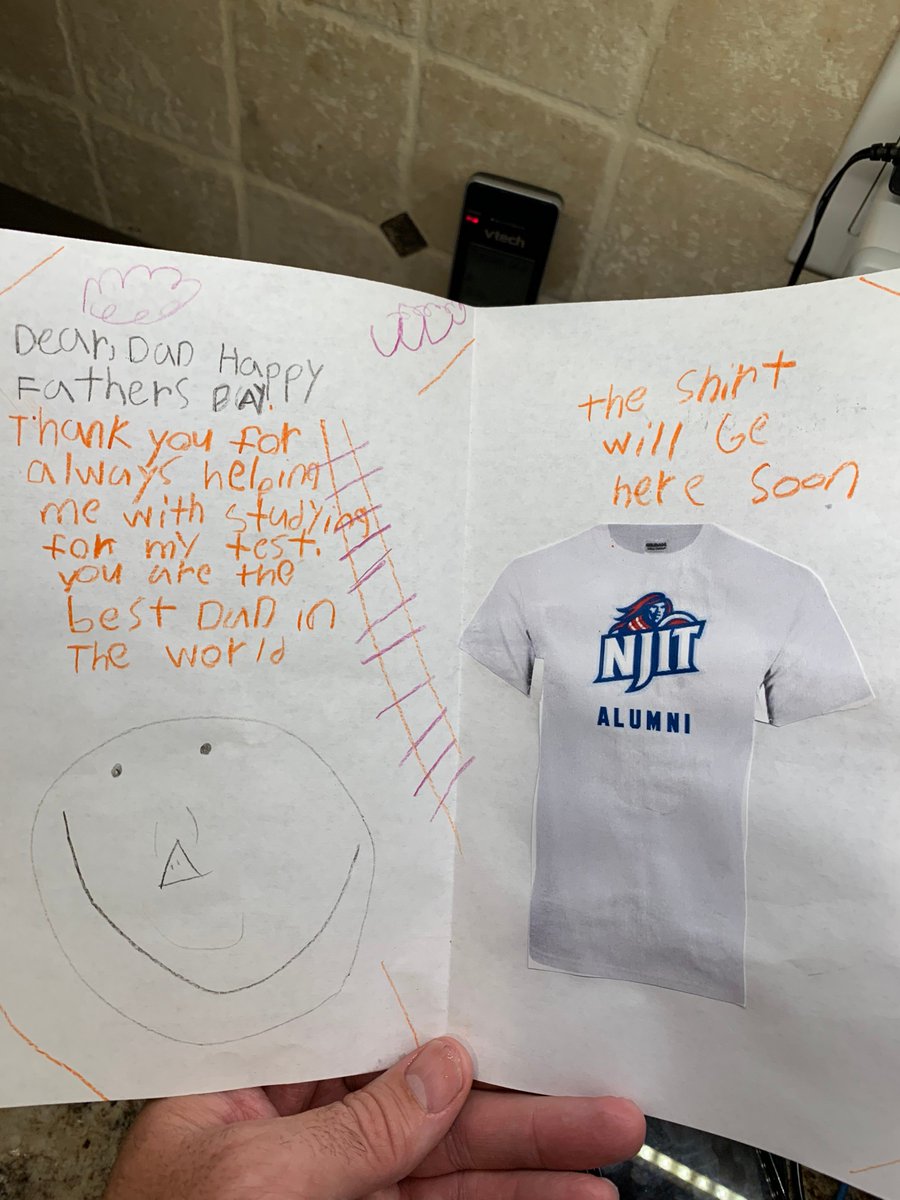 Dear, Dad Happy
Fathers DAY!
Thank you for
always helping
me with studying
for my test.
you are the
best DaD in
The world
the shirt
will be
here soon
NJIT
ALUMNI
vtech